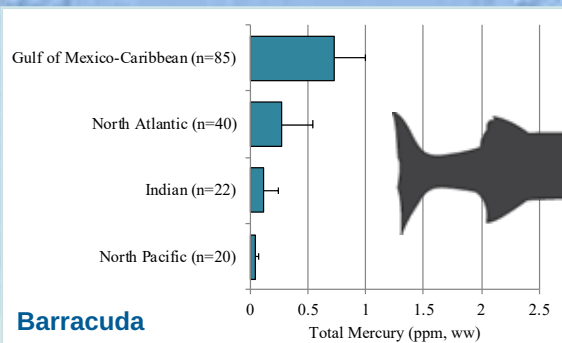 Gulf of Mexico-Caribbean (n=85)
North Atlantic (n=40)
Indian (n=22)
North Pacific (n=20)
0 0.5 1 1.5 2 2.5
Barracuda
Total Mercury (ppm, ww)